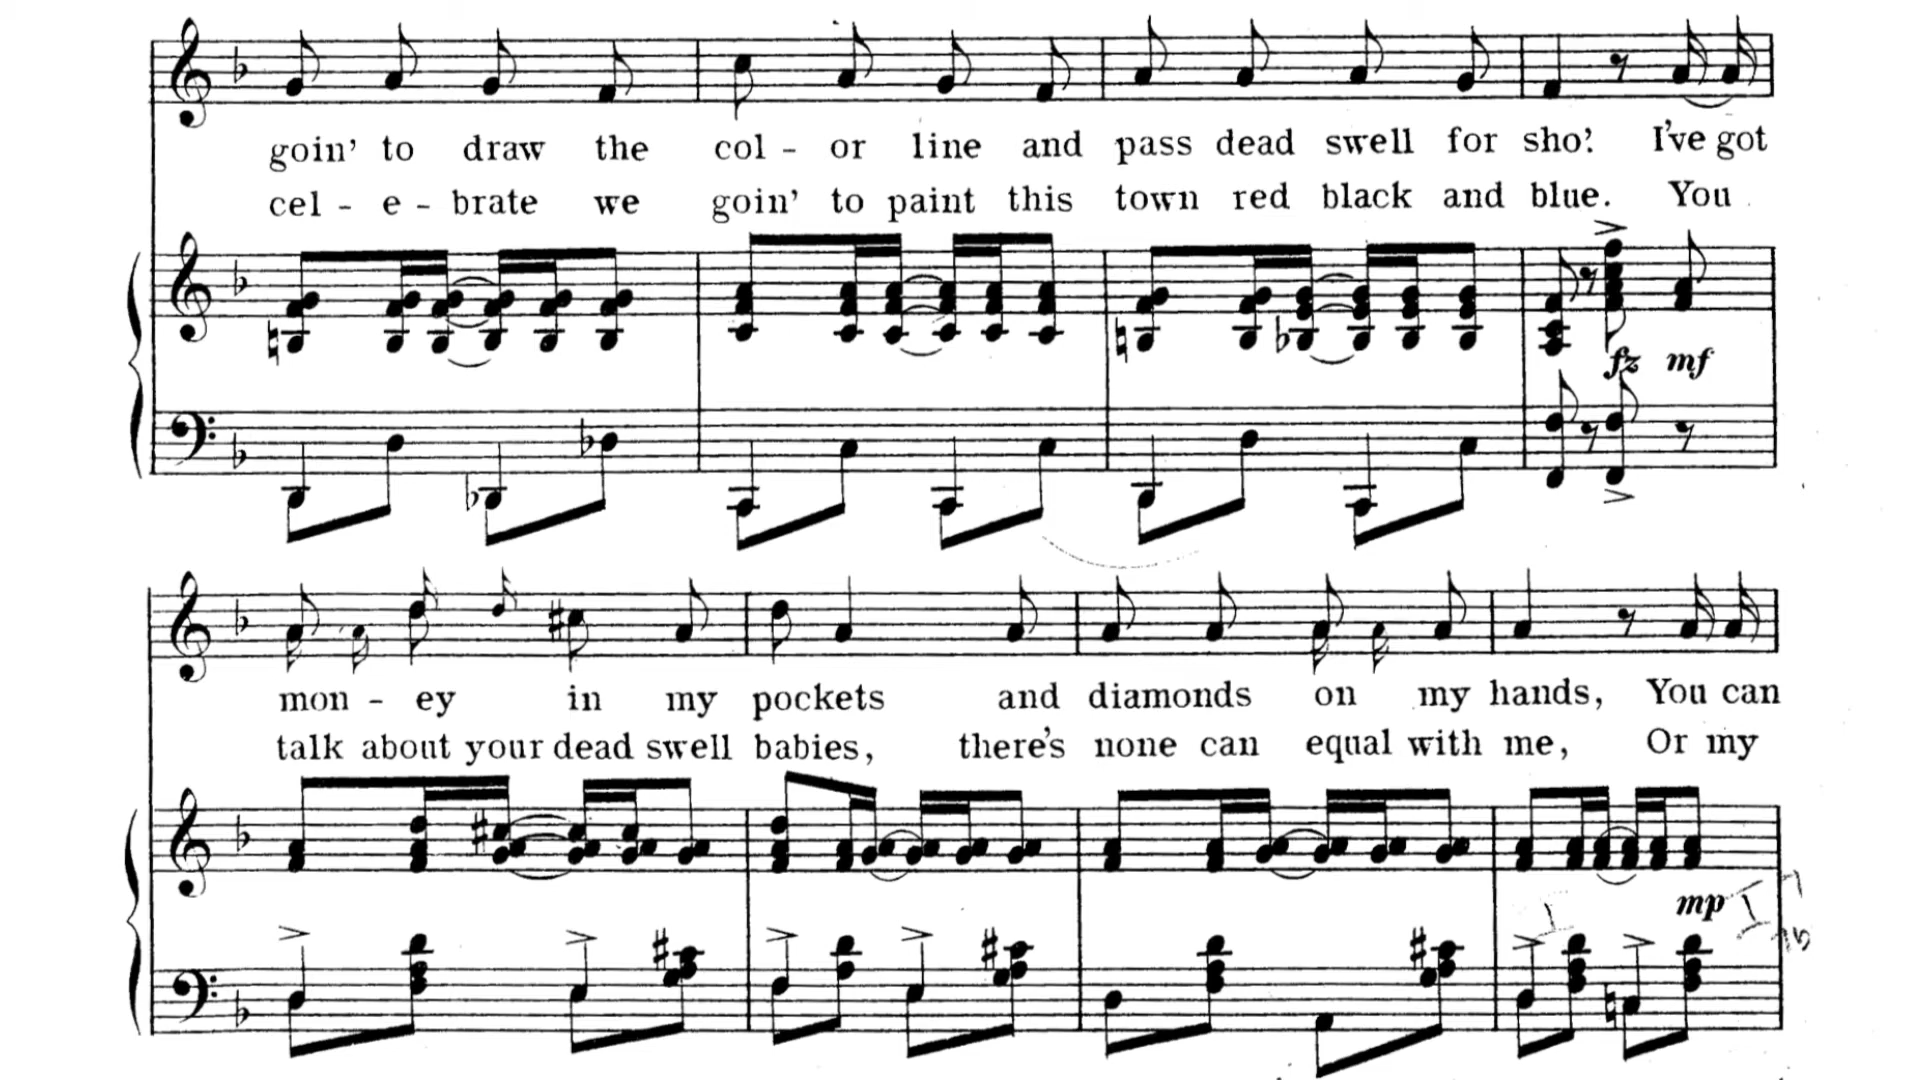 goin' to draw the col - or line and pass dead swell for sho'. I've got
cel - e - brate we goin' to paint this town red black and blue. You
fz mf
mon - ey in my pockets and diamonds on my hands, You can
talk about your dead swell babies, there's none can equal with me, Or my
mp